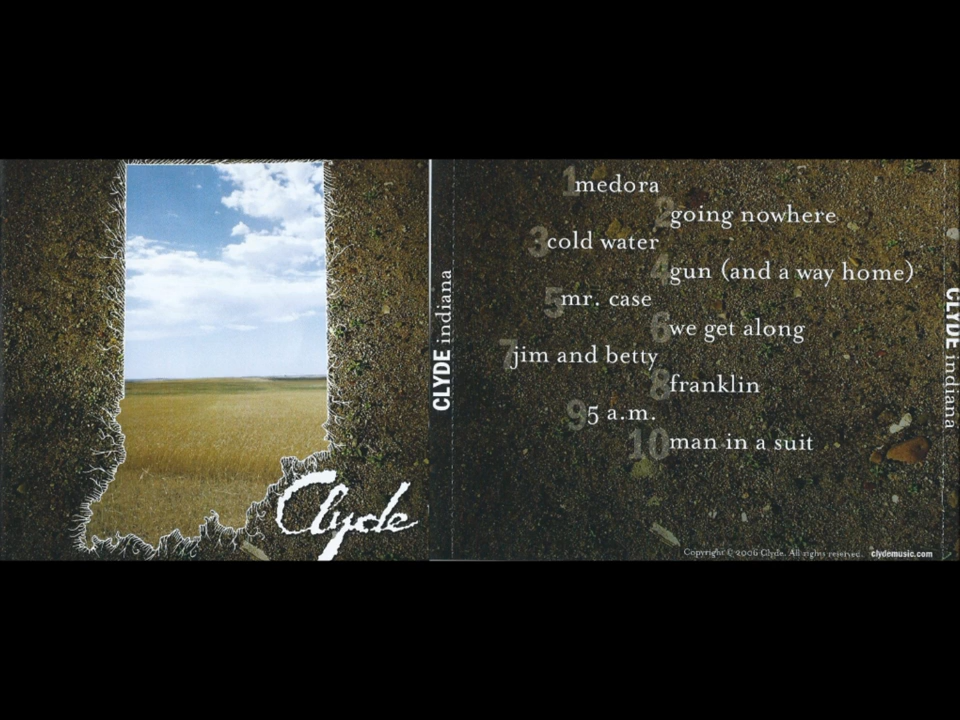 Clyde
CLYDE indiana
1 medora
2 going nowhere
3 cold water
4 gun (and a way home)
5 mr. case
6 we get along
7 jim and betty
8 franklin
9 5 a.m.
10 man in a suit
Copyright © 2006 Clyde. All rights reserved. clydemusic.com
CLYDE indiana